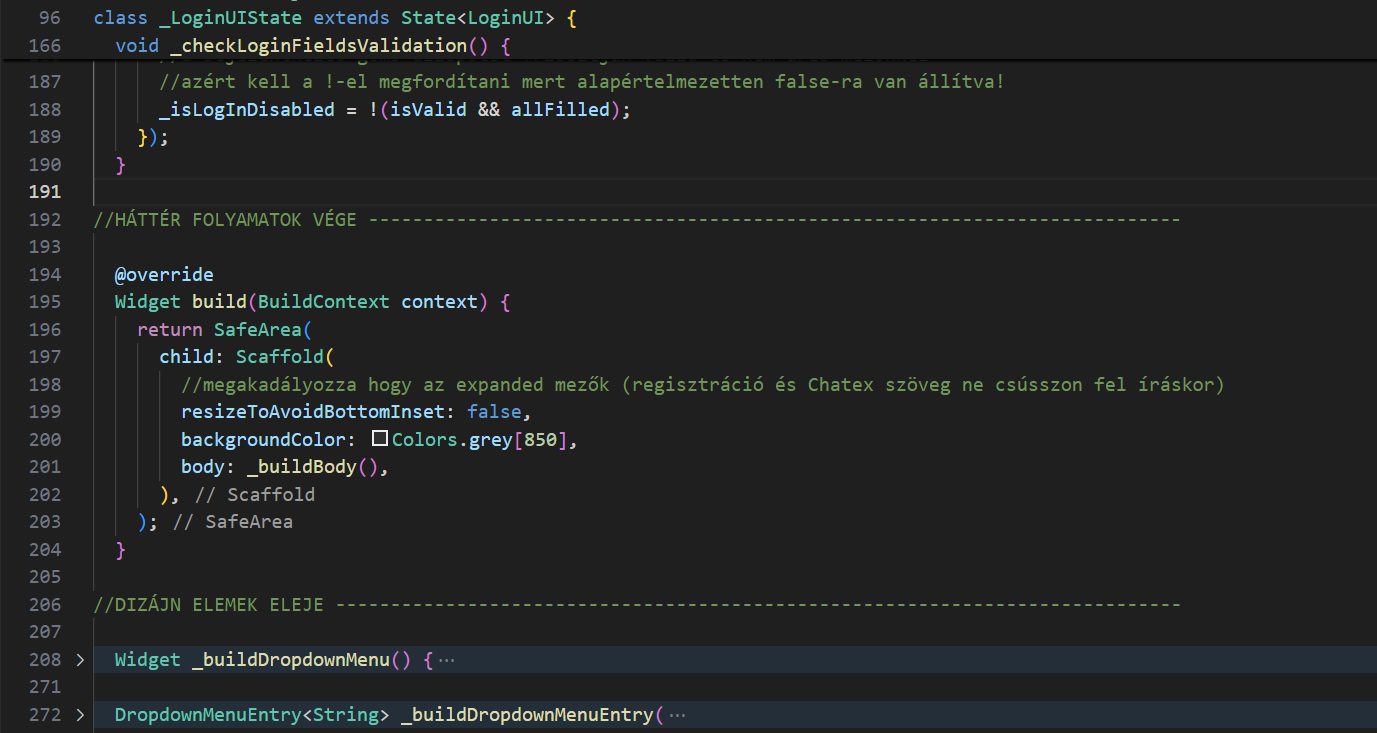 96 class _LoginUIState extends State<LoginUI> {
166 void _checkLoginFieldsValidation() {
187 //azért kell a !-el megfordítani mert alapértelmezetten false-ra van állítva!
188 _isLogInDisabled = !(isValid && allFilled);
189 });
190 }
191
192 //HÁTTÉR FOLYAMATOK VÉGE --------------------------------------------------------------------------
193
194 @override
195 Widget build(BuildContext context) {
196 return SafeArea(
197 child: Scaffold(
198 //megakadályozza hogy az expanded mezők (regisztráció és Chatex szöveg ne csússzon fel íráskor)
199 resizeToAvoidBottomInset: false,
200 backgroundColor: Colors.grey[850],
201 body: _buildBody(),
202 ), // Scaffold
203 ); // SafeArea
204 }
205
206 //DIZÁJN ELEMEK ELEJE -----------------------------------------------------------------------------
207
208 Widget _buildDropdownMenu() {···
271
272 DropdownMenuEntry<String> _buildDropdownMenuEntry(···